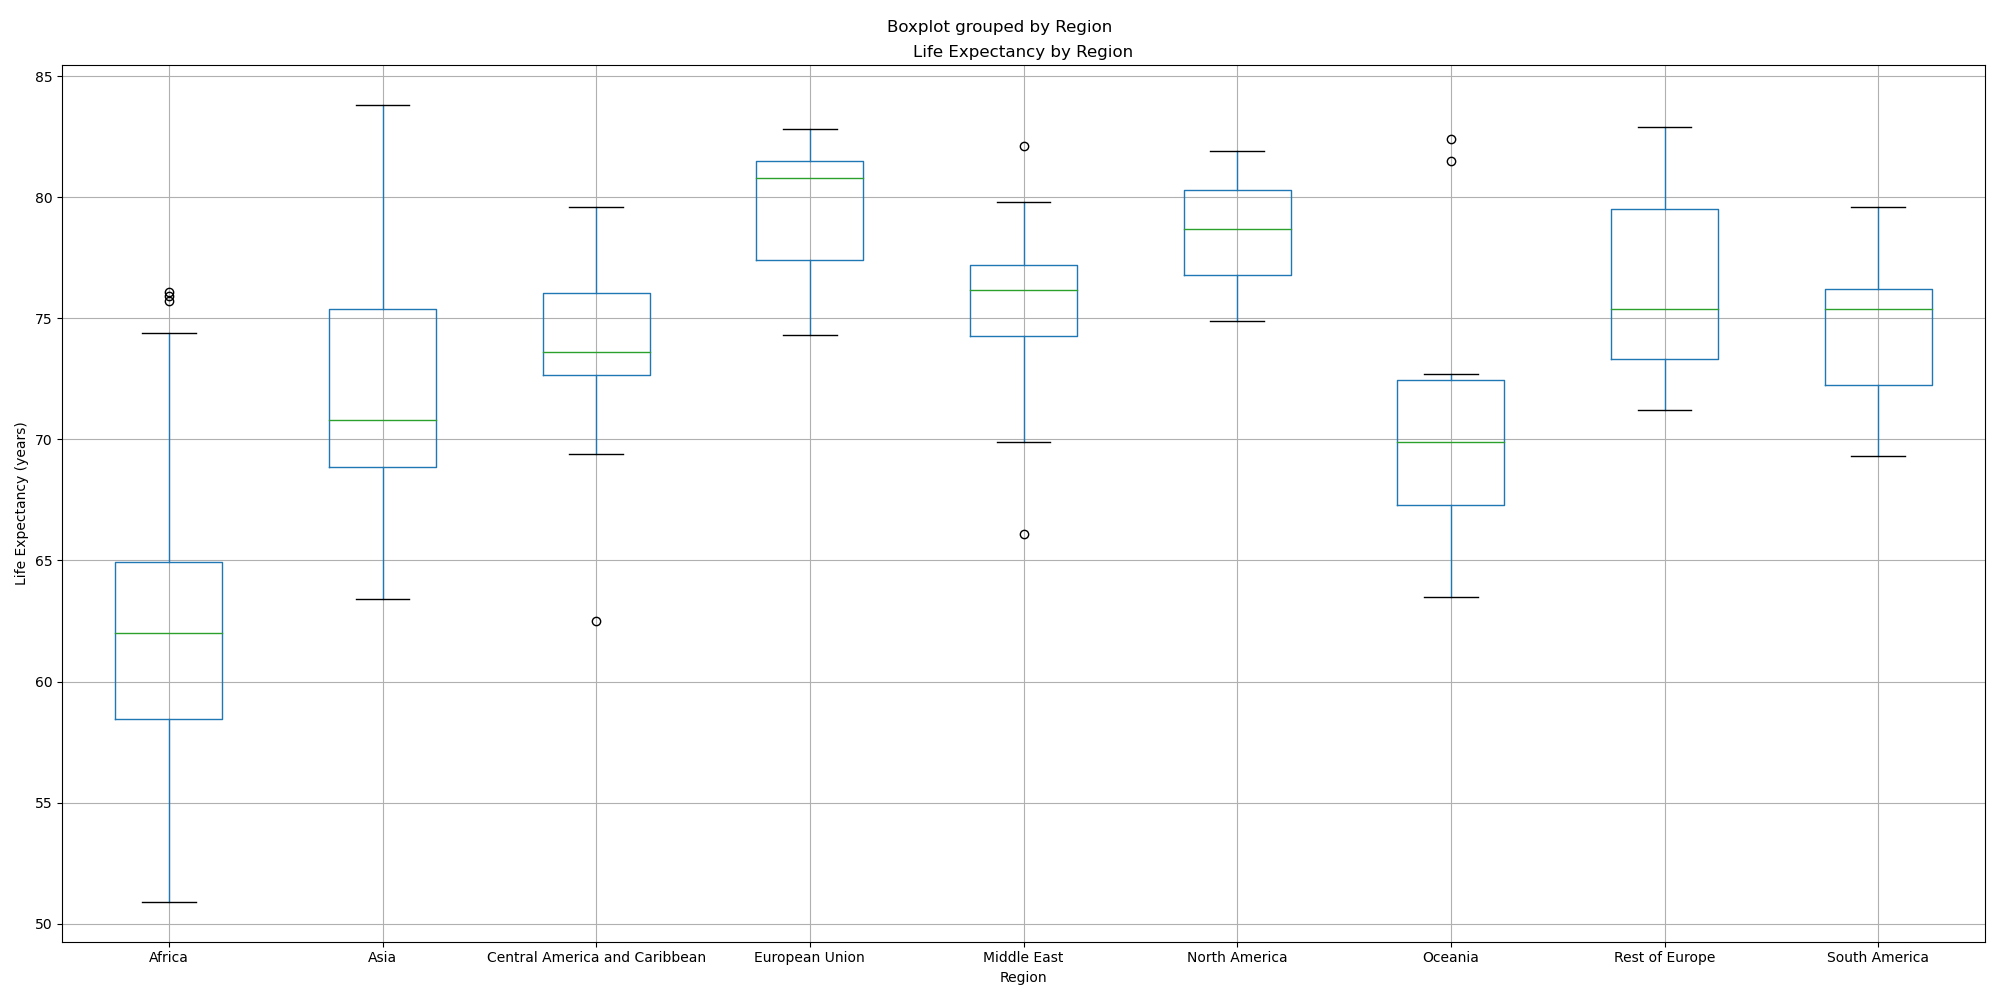 Boxplot grouped by Region
Life Expectancy by Region
85
80
75
70
65
60
55
50
Life Expectancy (years)
Africa Asia Central America and Caribbean European Union Middle East North America Oceania Rest of Europe South America
Region